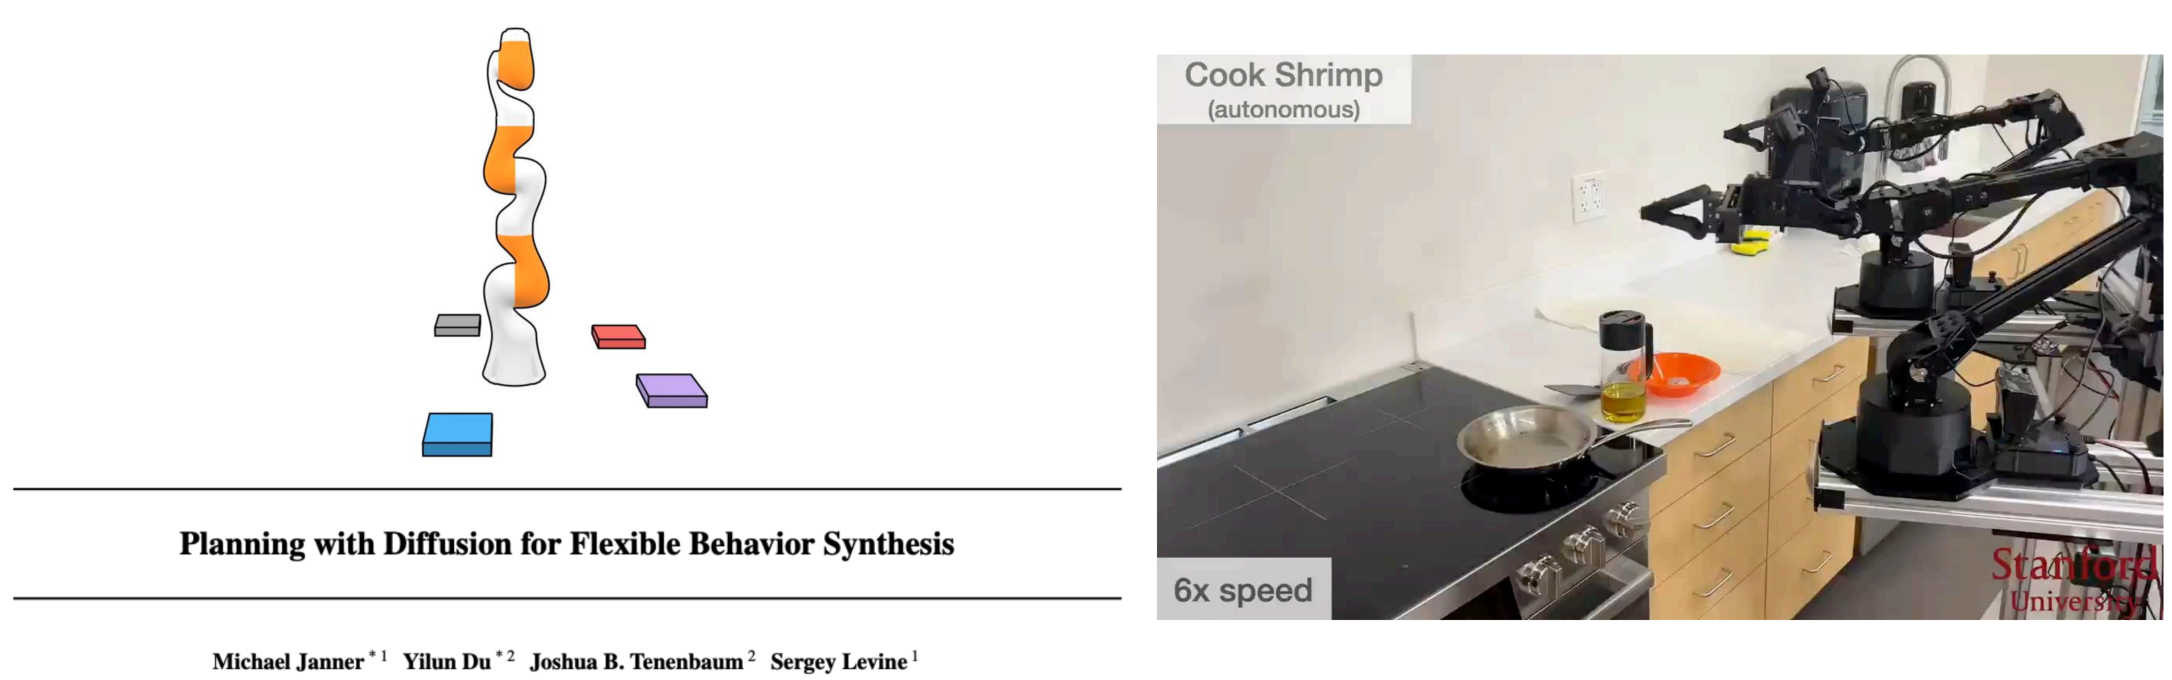 Planning with Diffusion for Flexible Behavior Synthesis
Michael Janner * 1 Yilun Du * 2 Joshua B. Tenenbaum 2 Sergey Levine 1
Cook Shrimp
(autonomous)
6x speed
Stanford
University